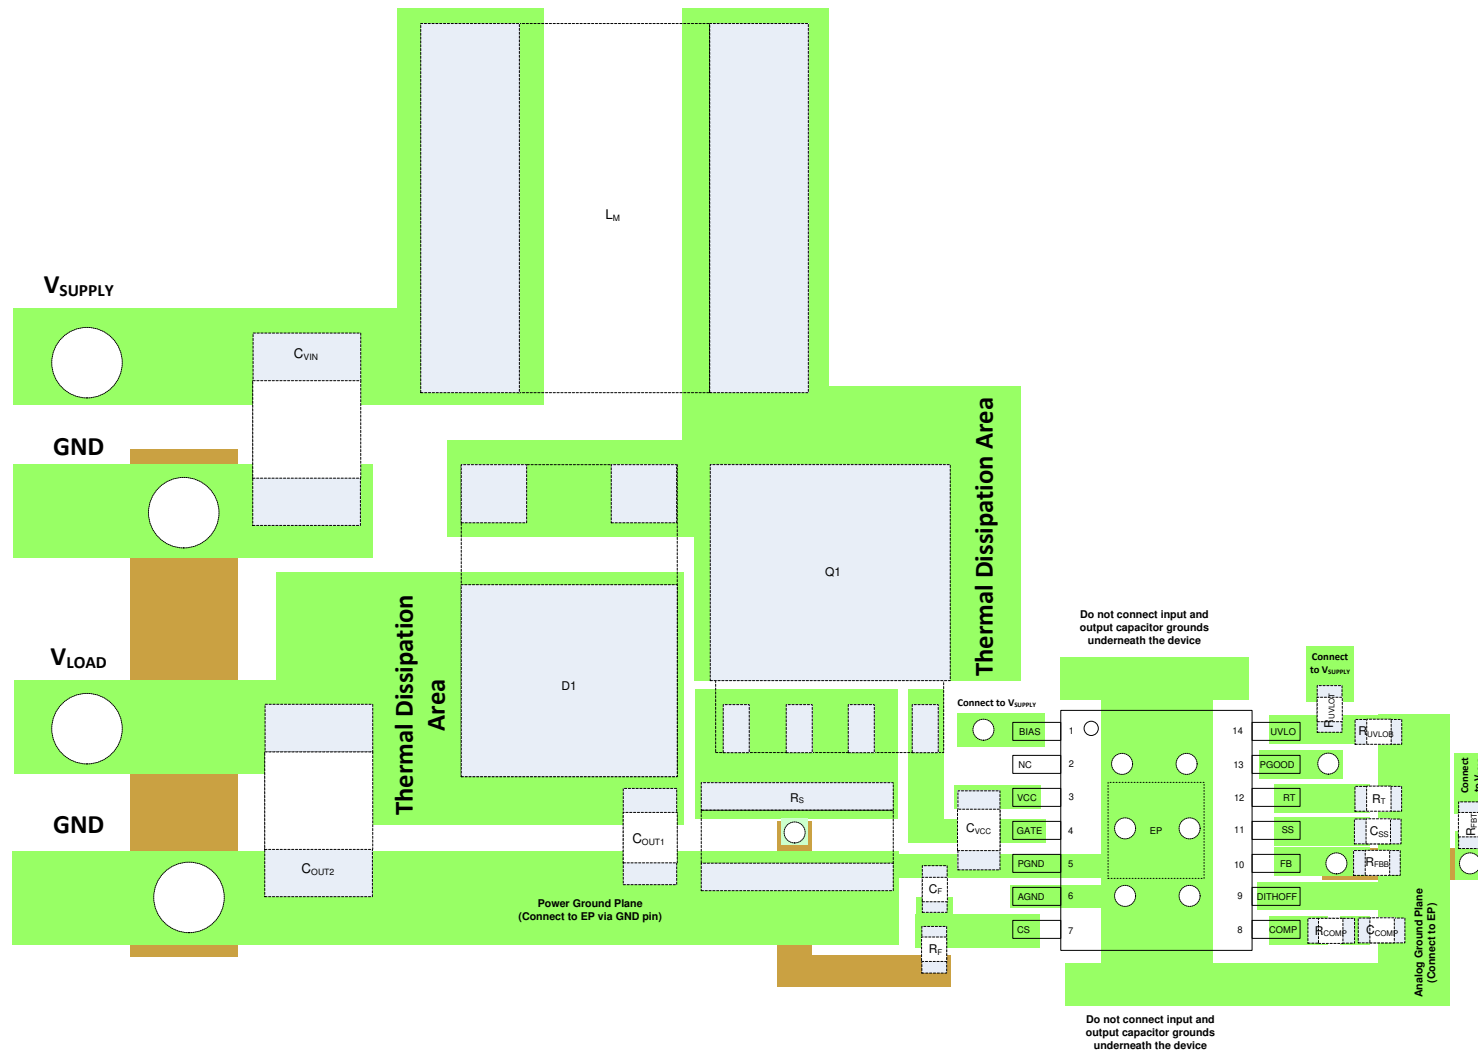 LM
VSUPPLY
CVIN
GND
Thermal Dissipation Area
Q1
VLOAD
D1
Thermal Dissipation
Area
Do not connect input and
output capacitor grounds
underneath the device
Connect
to VSUPPLY
RUVLOT
Connect to VSUPPLY
BIAS
1
14
UVLO
RUVLOB
NC
2
13
PGOOD
VCC
3
12
RT
RT
GATE
4
11
SS
CSS
PGND
5
10
FB
RFBB
AGND
6
9
DITHOFF
CS
7
8
COMP
RCOMP
CCOMP
EP
CVCC
RS
Connect
RFBT
GND
COUT1
COUT2
CF
RF
Power Ground Plane
(Connect to EP via GND pin)
Analog Ground Plane
(Connect to EP)
Do not connect input and
output capacitor grounds
underneath the device